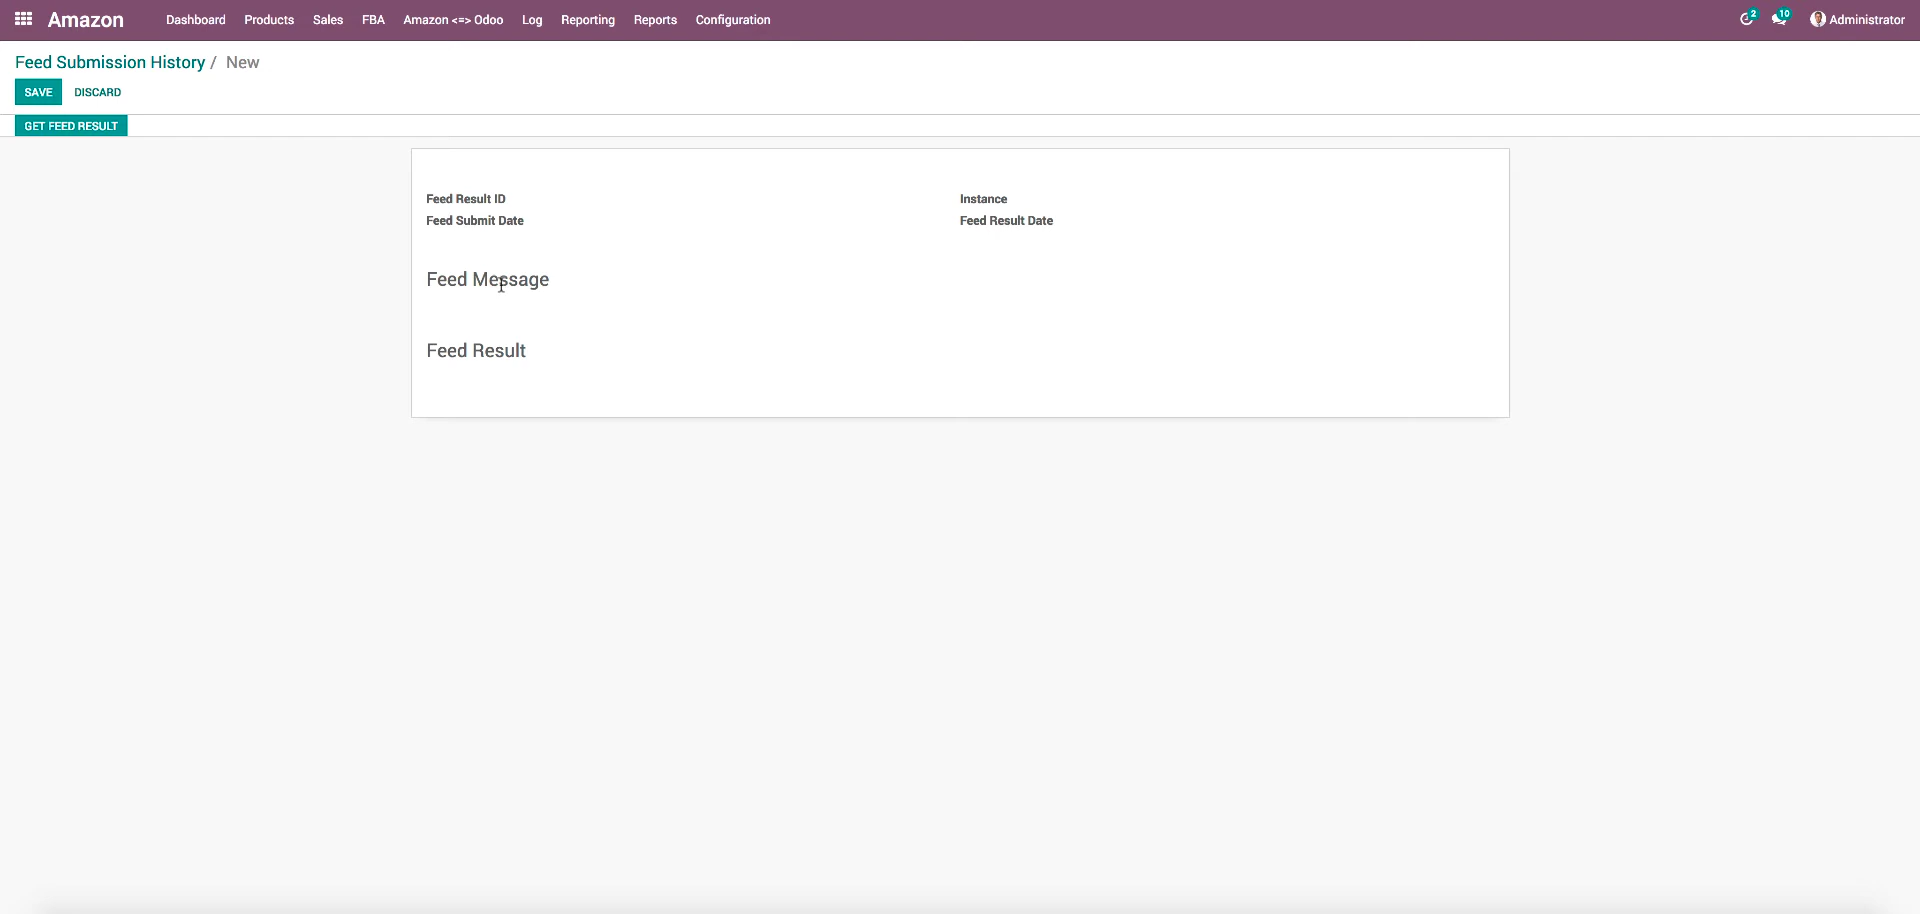 Amazon Dashboard Products Sales FBA Amazon <=> Odoo Log Reporting Reports Configuration 2 10 Administrator
Feed Submission History / New
SAVE DISCARD
GET FEED RESULT
Feed Result ID Instance
Feed Submit Date Feed Result Date
Feed Message
Feed Result